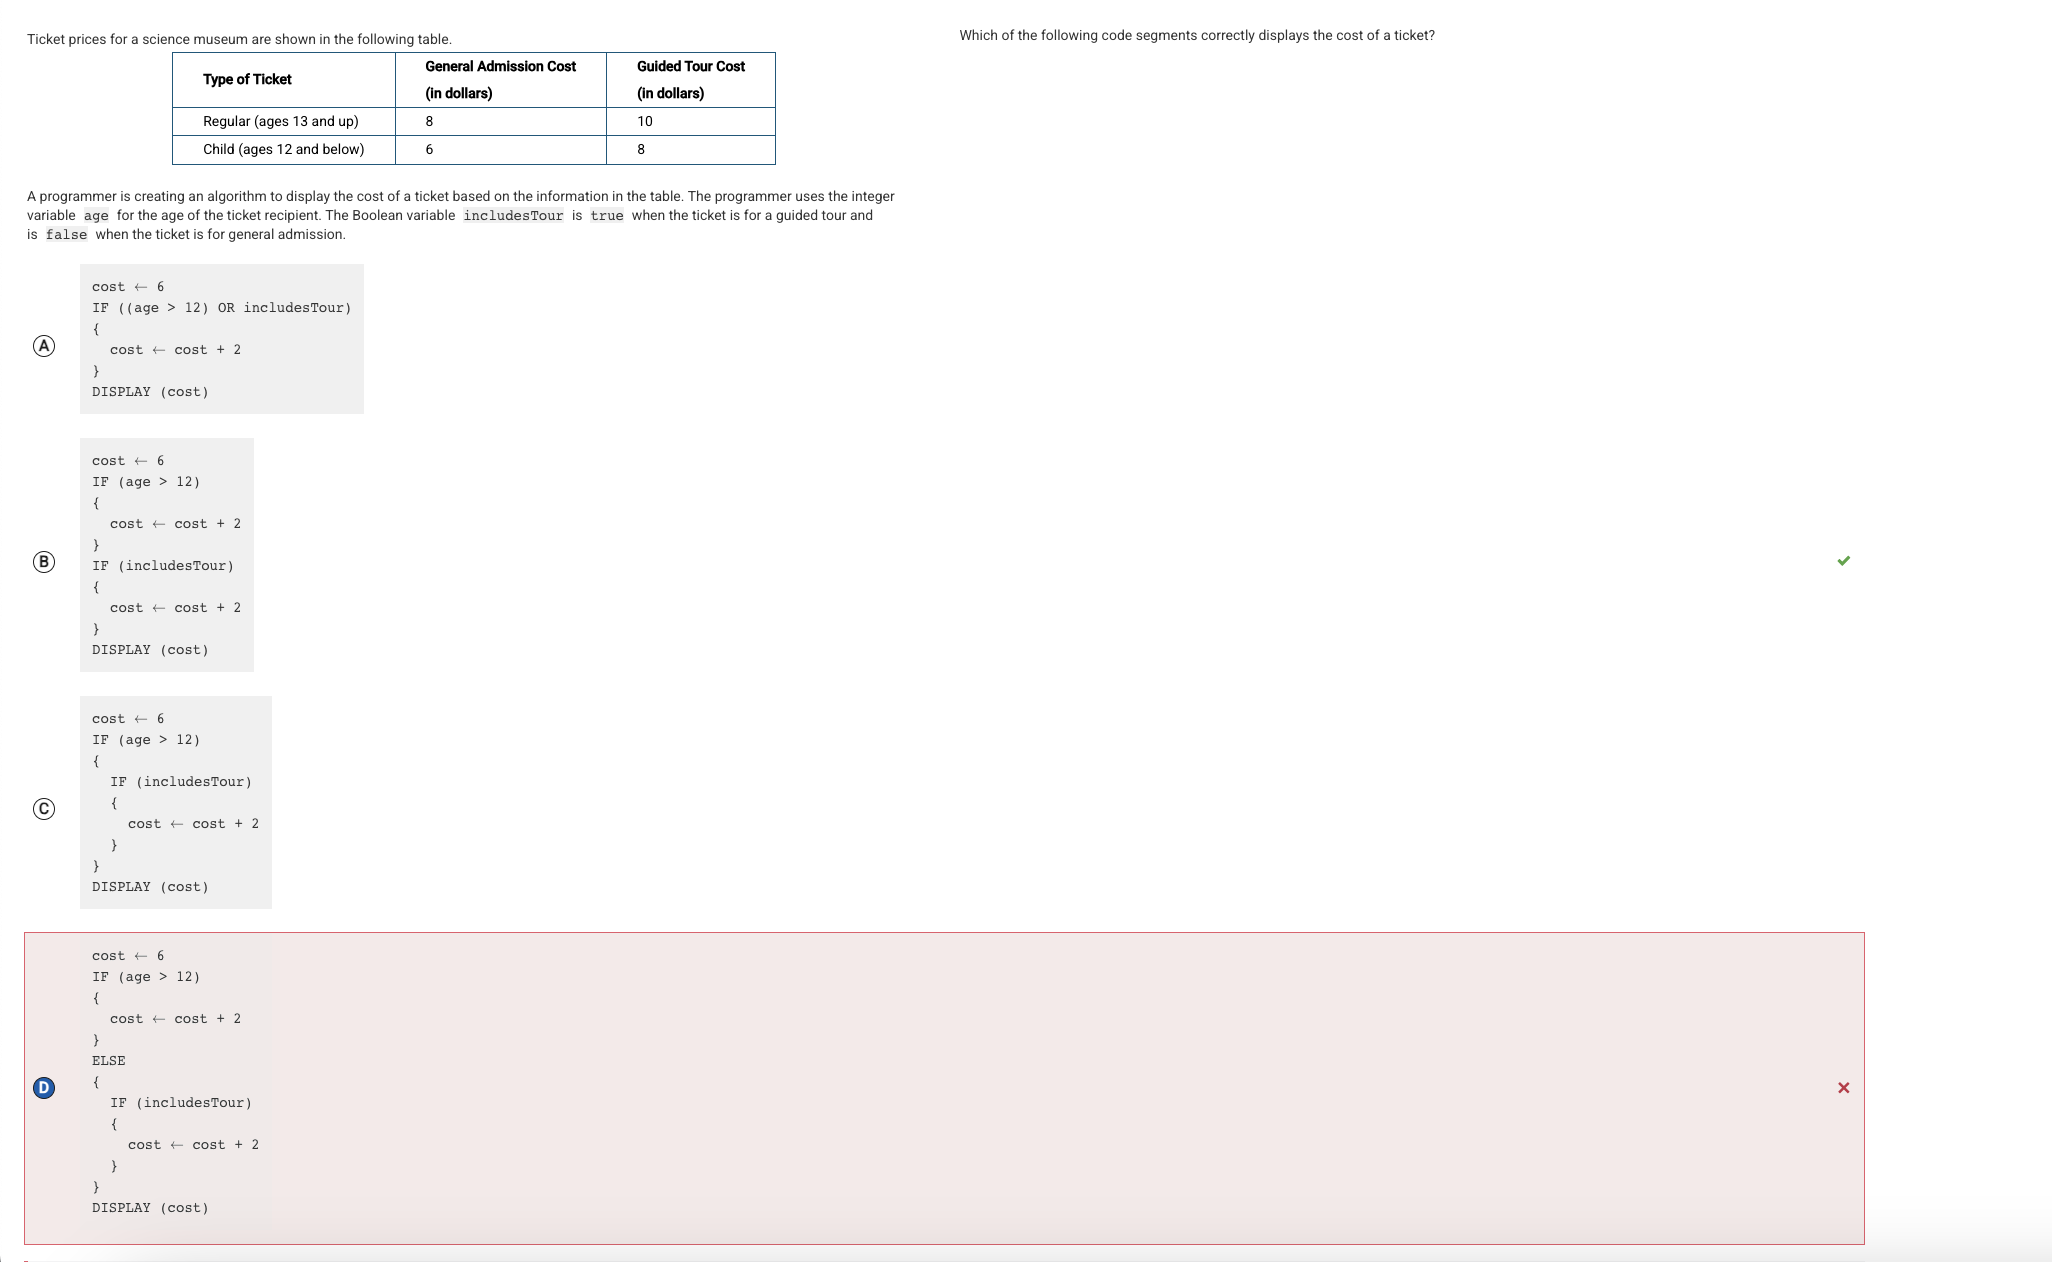 Ticket prices for a science museum are shown in the following table.
Type of Ticket
General Admission Cost
(in dollars)
Guided Tour Cost
(in dollars)
Regular (ages 13 and up) 8 10
Child (ages 12 and below) 6 8
A programmer is creating an algorithm to display the cost of a ticket based on the information in the table. The programmer uses the integer
variable age for the age of the ticket recipient. The Boolean variable includesTour is true when the ticket is for a guided tour and
is false when the ticket is for general admission.
Which of the following code segments correctly displays the cost of a ticket?
A
cost ← 6
IF ((age > 12) OR includesTour)
{
cost ← cost + 2
}
DISPLAY (cost)
B
cost ← 6
IF (age > 12)
{
cost ← cost + 2
}
IF (includesTour)
{
cost ← cost + 2
}
DISPLAY (cost)
C
cost ← 6
IF (age > 12)
{
IF (includesTour)
{
cost ← cost + 2
}
}
DISPLAY (cost)
D
cost ← 6
IF (age > 12)
{
cost ← cost + 2
}
ELSE
{
IF (includesTour)
{
cost ← cost + 2
}
}
DISPLAY (cost)